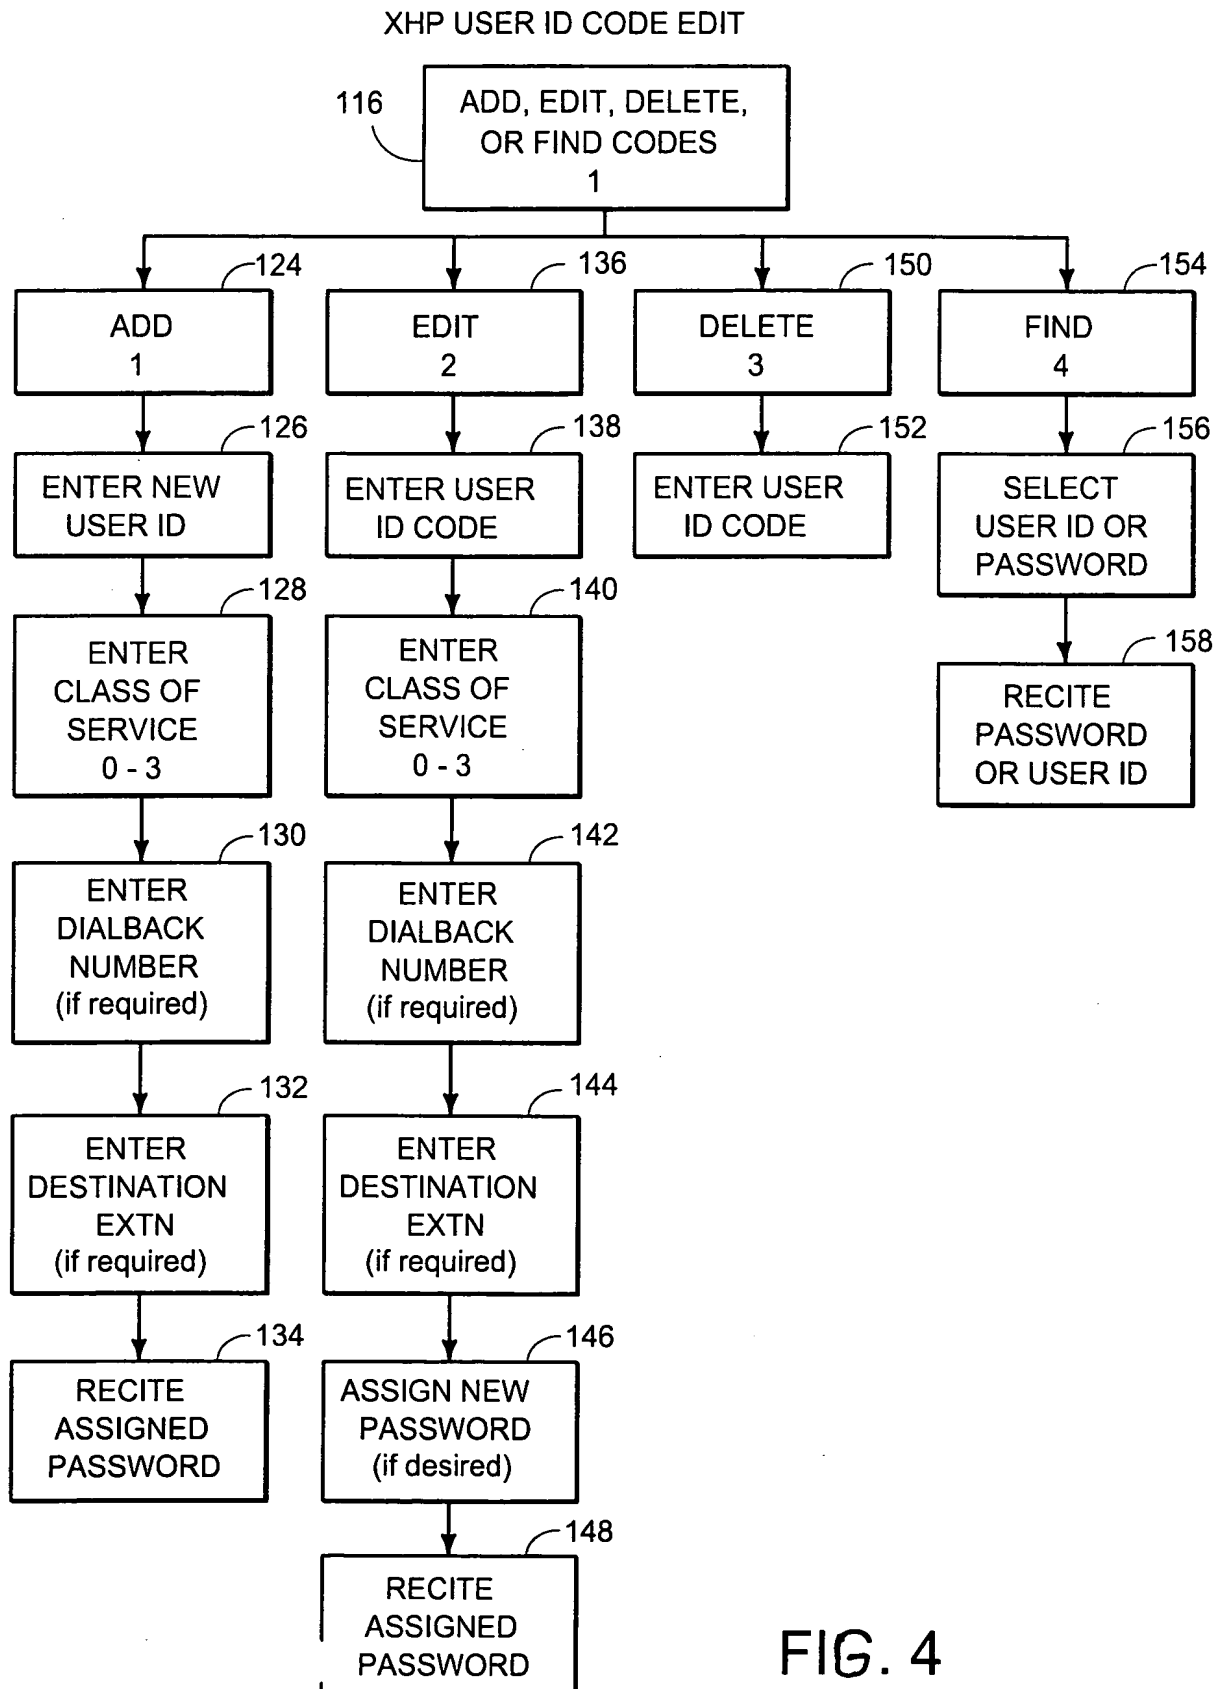 XHP USER ID CODE EDIT
116
ADD, EDIT, DELETE,
OR FIND CODES
1
124
ADD
1
126
ENTER NEW
USER ID
128
ENTER
CLASS OF
SERVICE
0 - 3
130
ENTER
DIALBACK
NUMBER
(if required)
132
ENTER
DESTINATION
EXTN
(if required)
134
RECITE
ASSIGNED
PASSWORD
136
EDIT
2
138
ENTER USER
ID CODE
140
ENTER
CLASS OF
SERVICE
0 - 3
142
ENTER
DIALBACK
NUMBER
(if required)
144
ENTER
DESTINATION
EXTN
(if required)
146
ASSIGN NEW
PASSWORD
(if desired)
148
RECITE
ASSIGNED
PASSWORD
150
DELETE
3
152
ENTER USER
ID CODE
154
FIND
4
156
SELECT
USER ID OR
PASSWORD
158
RECITE
PASSWORD
OR USER ID
FIG. 4